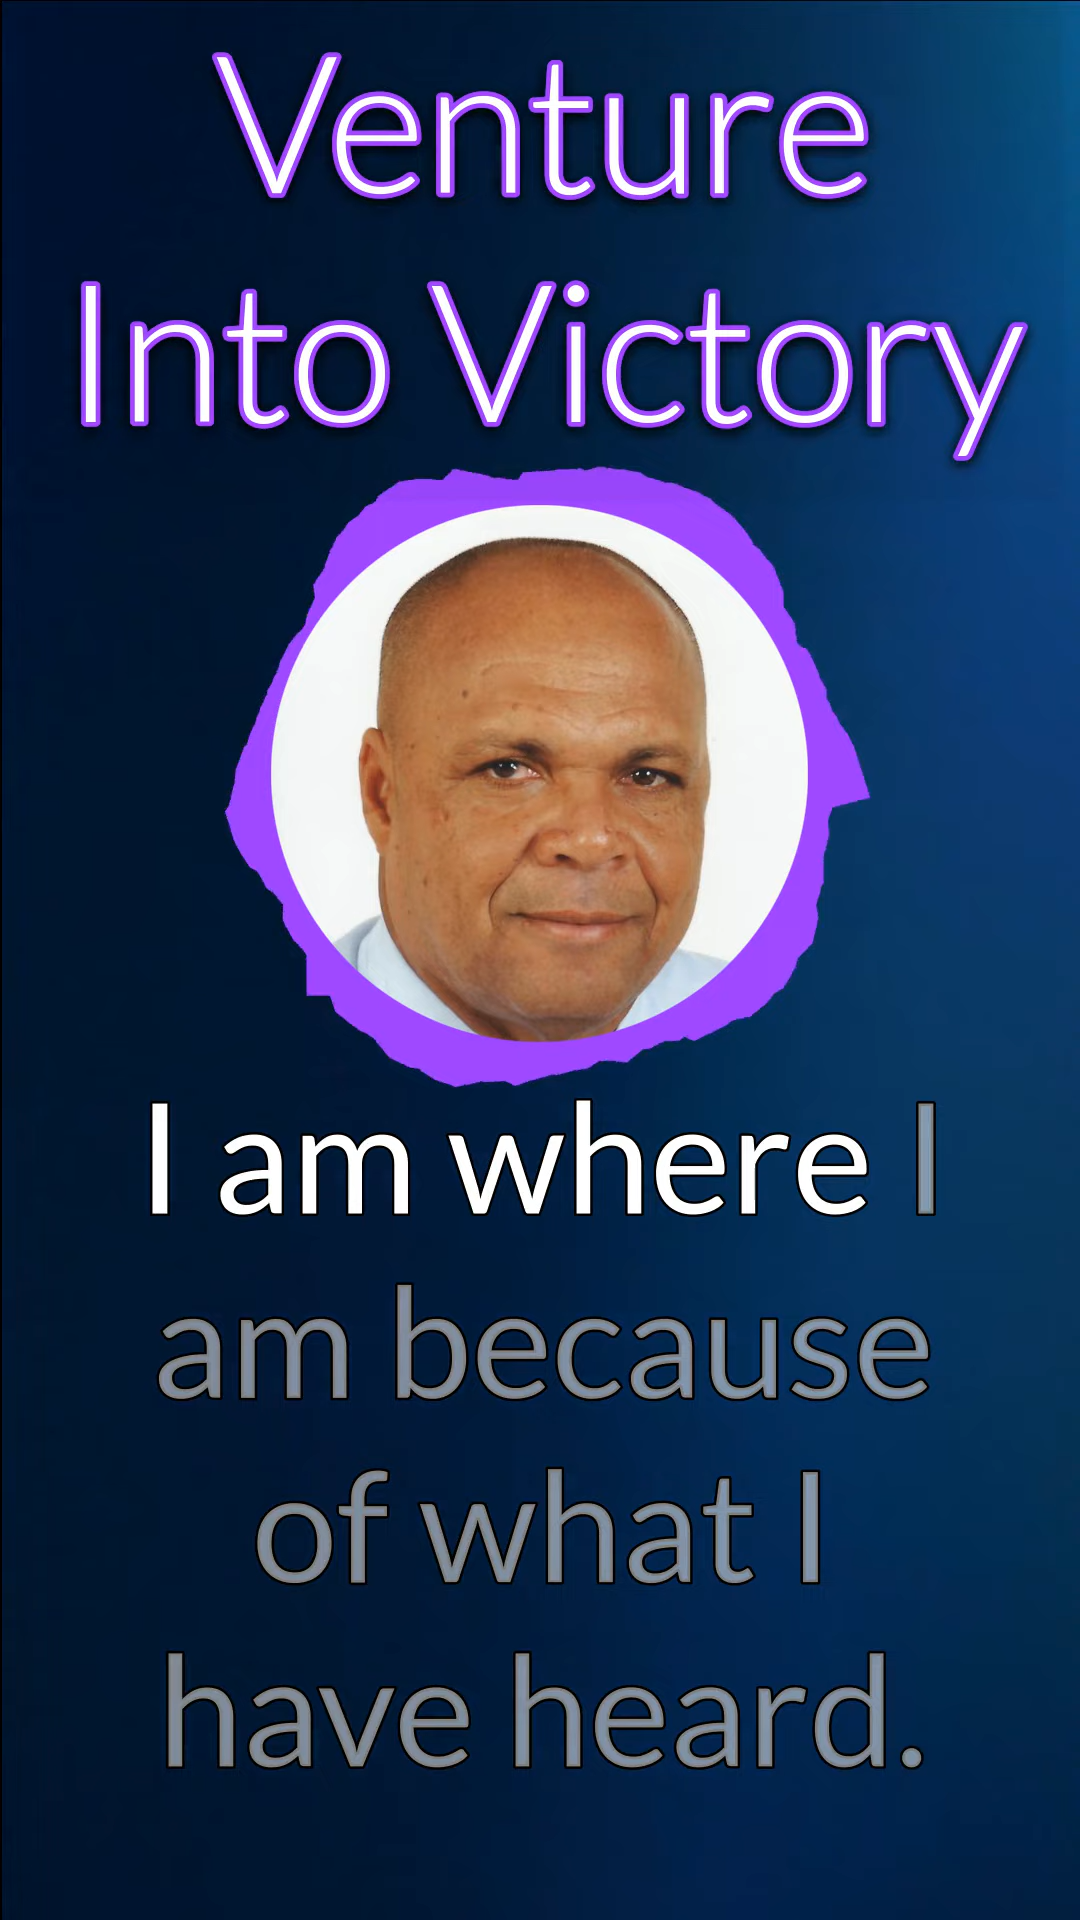 Venture
Into Victory
I am where I
am because
of what I
have heard.